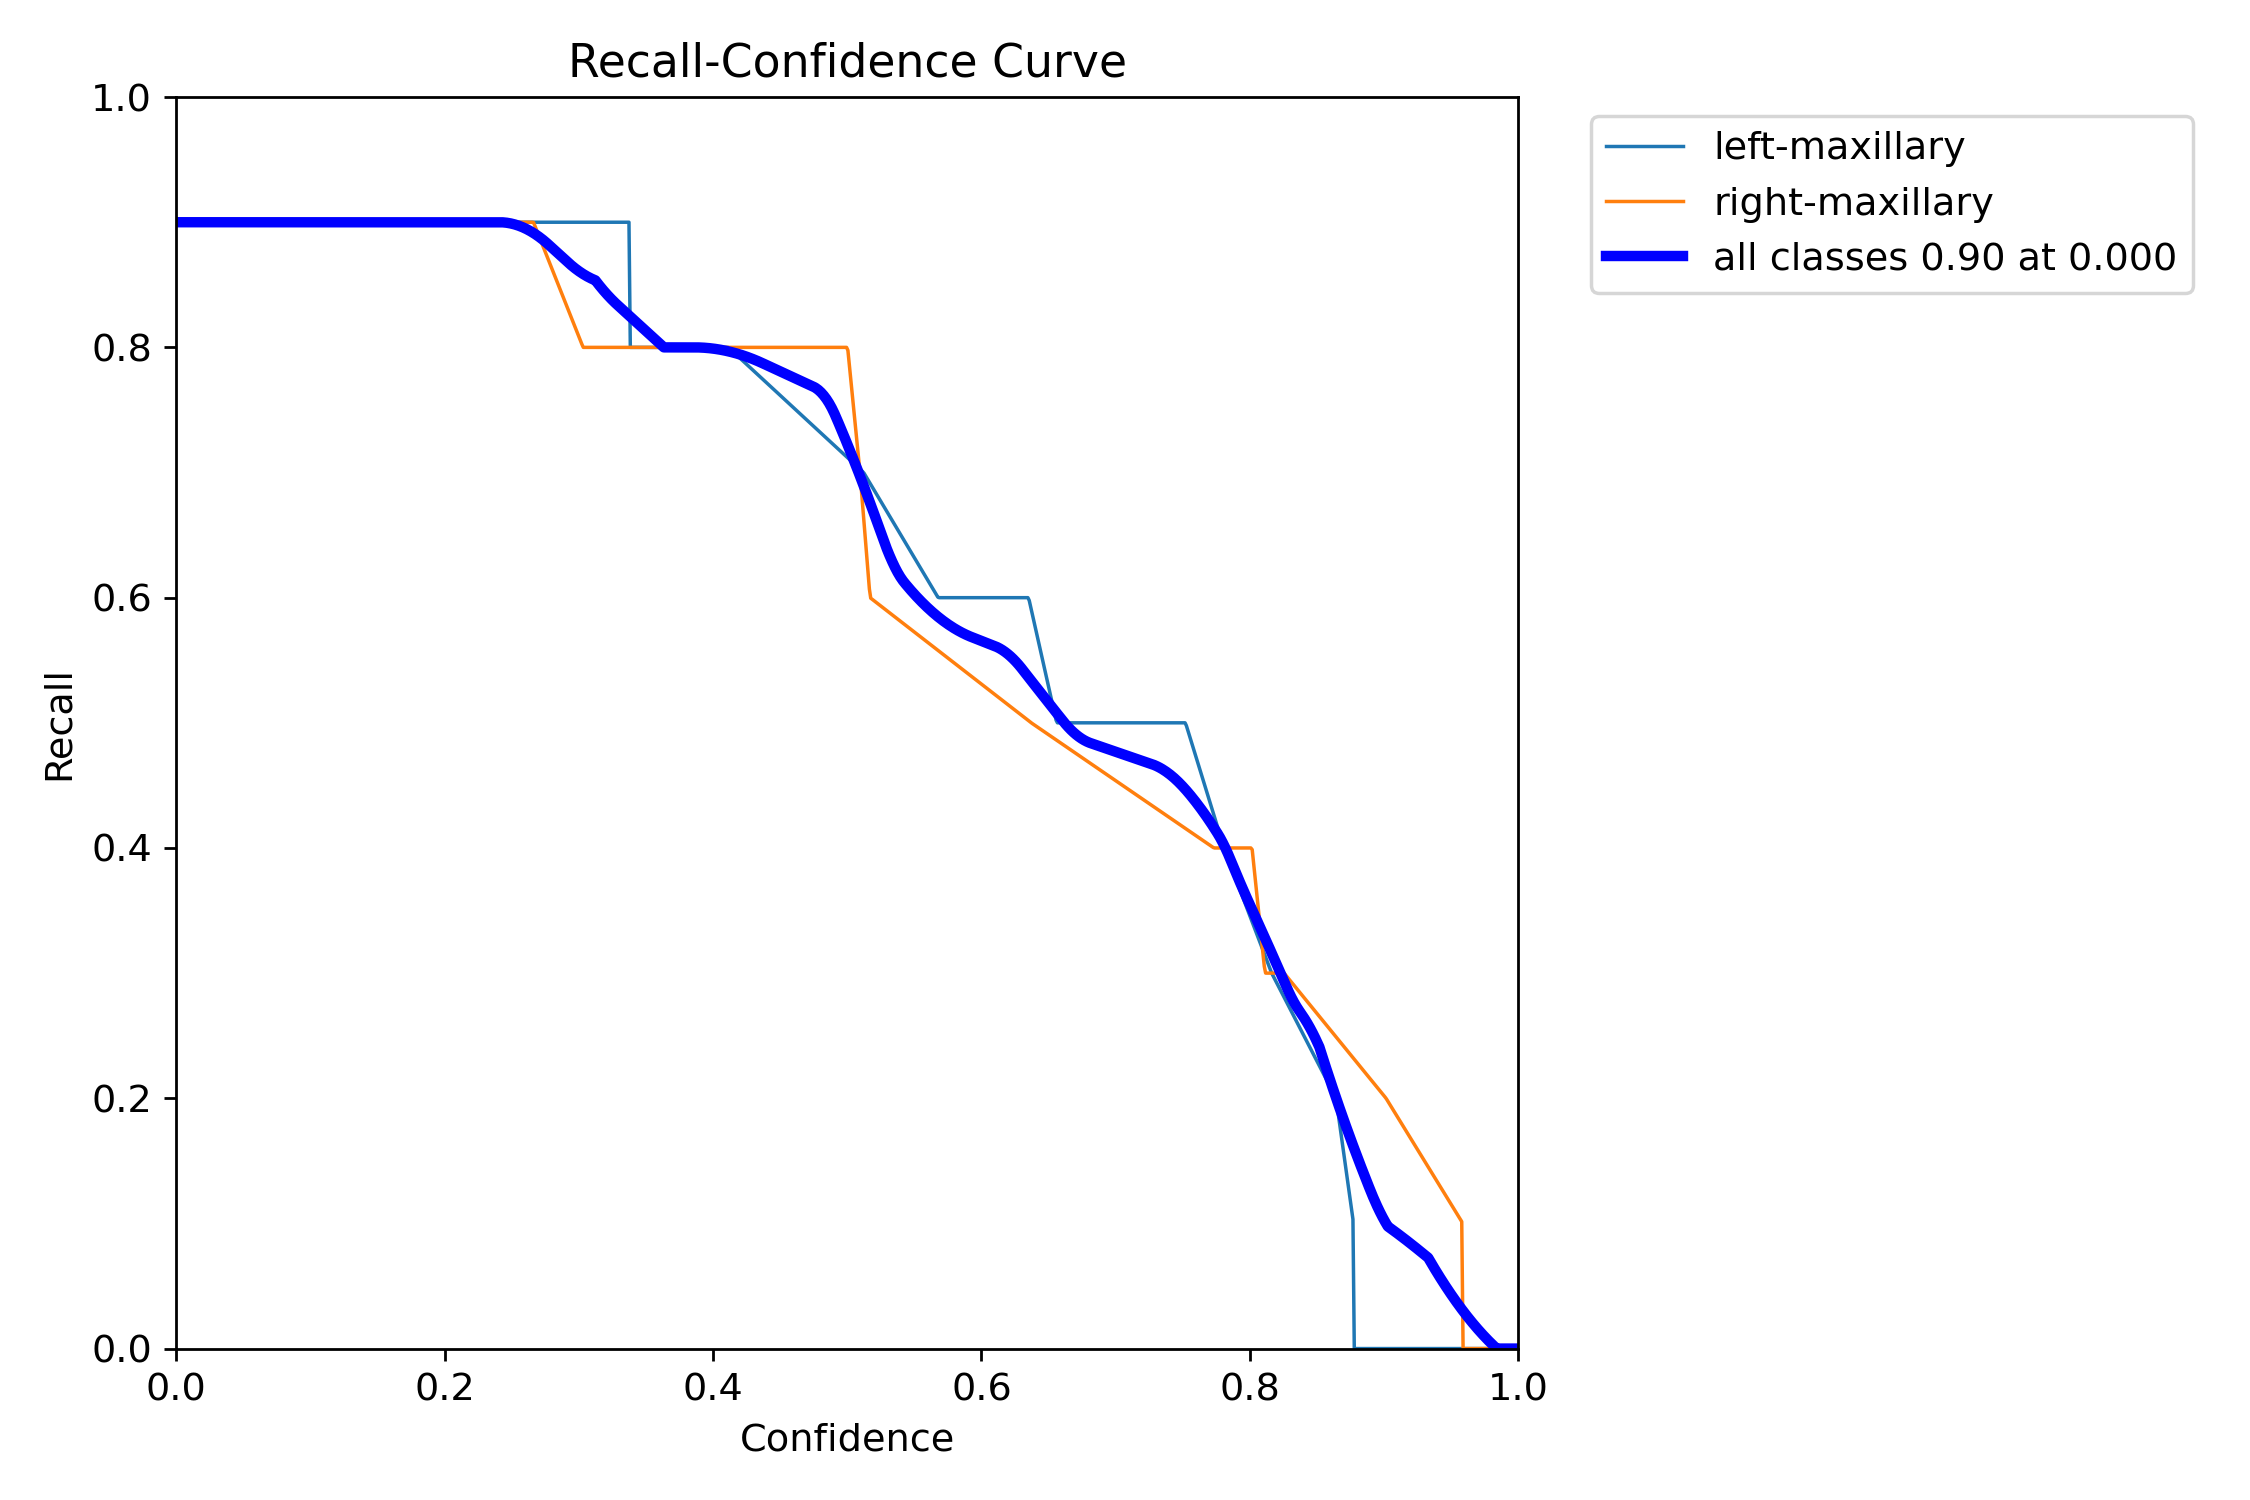 Recall-Confidence Curve
1.0
0.8
0.6
0.4
0.2
0.0
Recall
0.0 0.2 0.4 0.6 0.8 1.0
Confidence
left-maxillary
right-maxillary
all classes 0.90 at 0.000